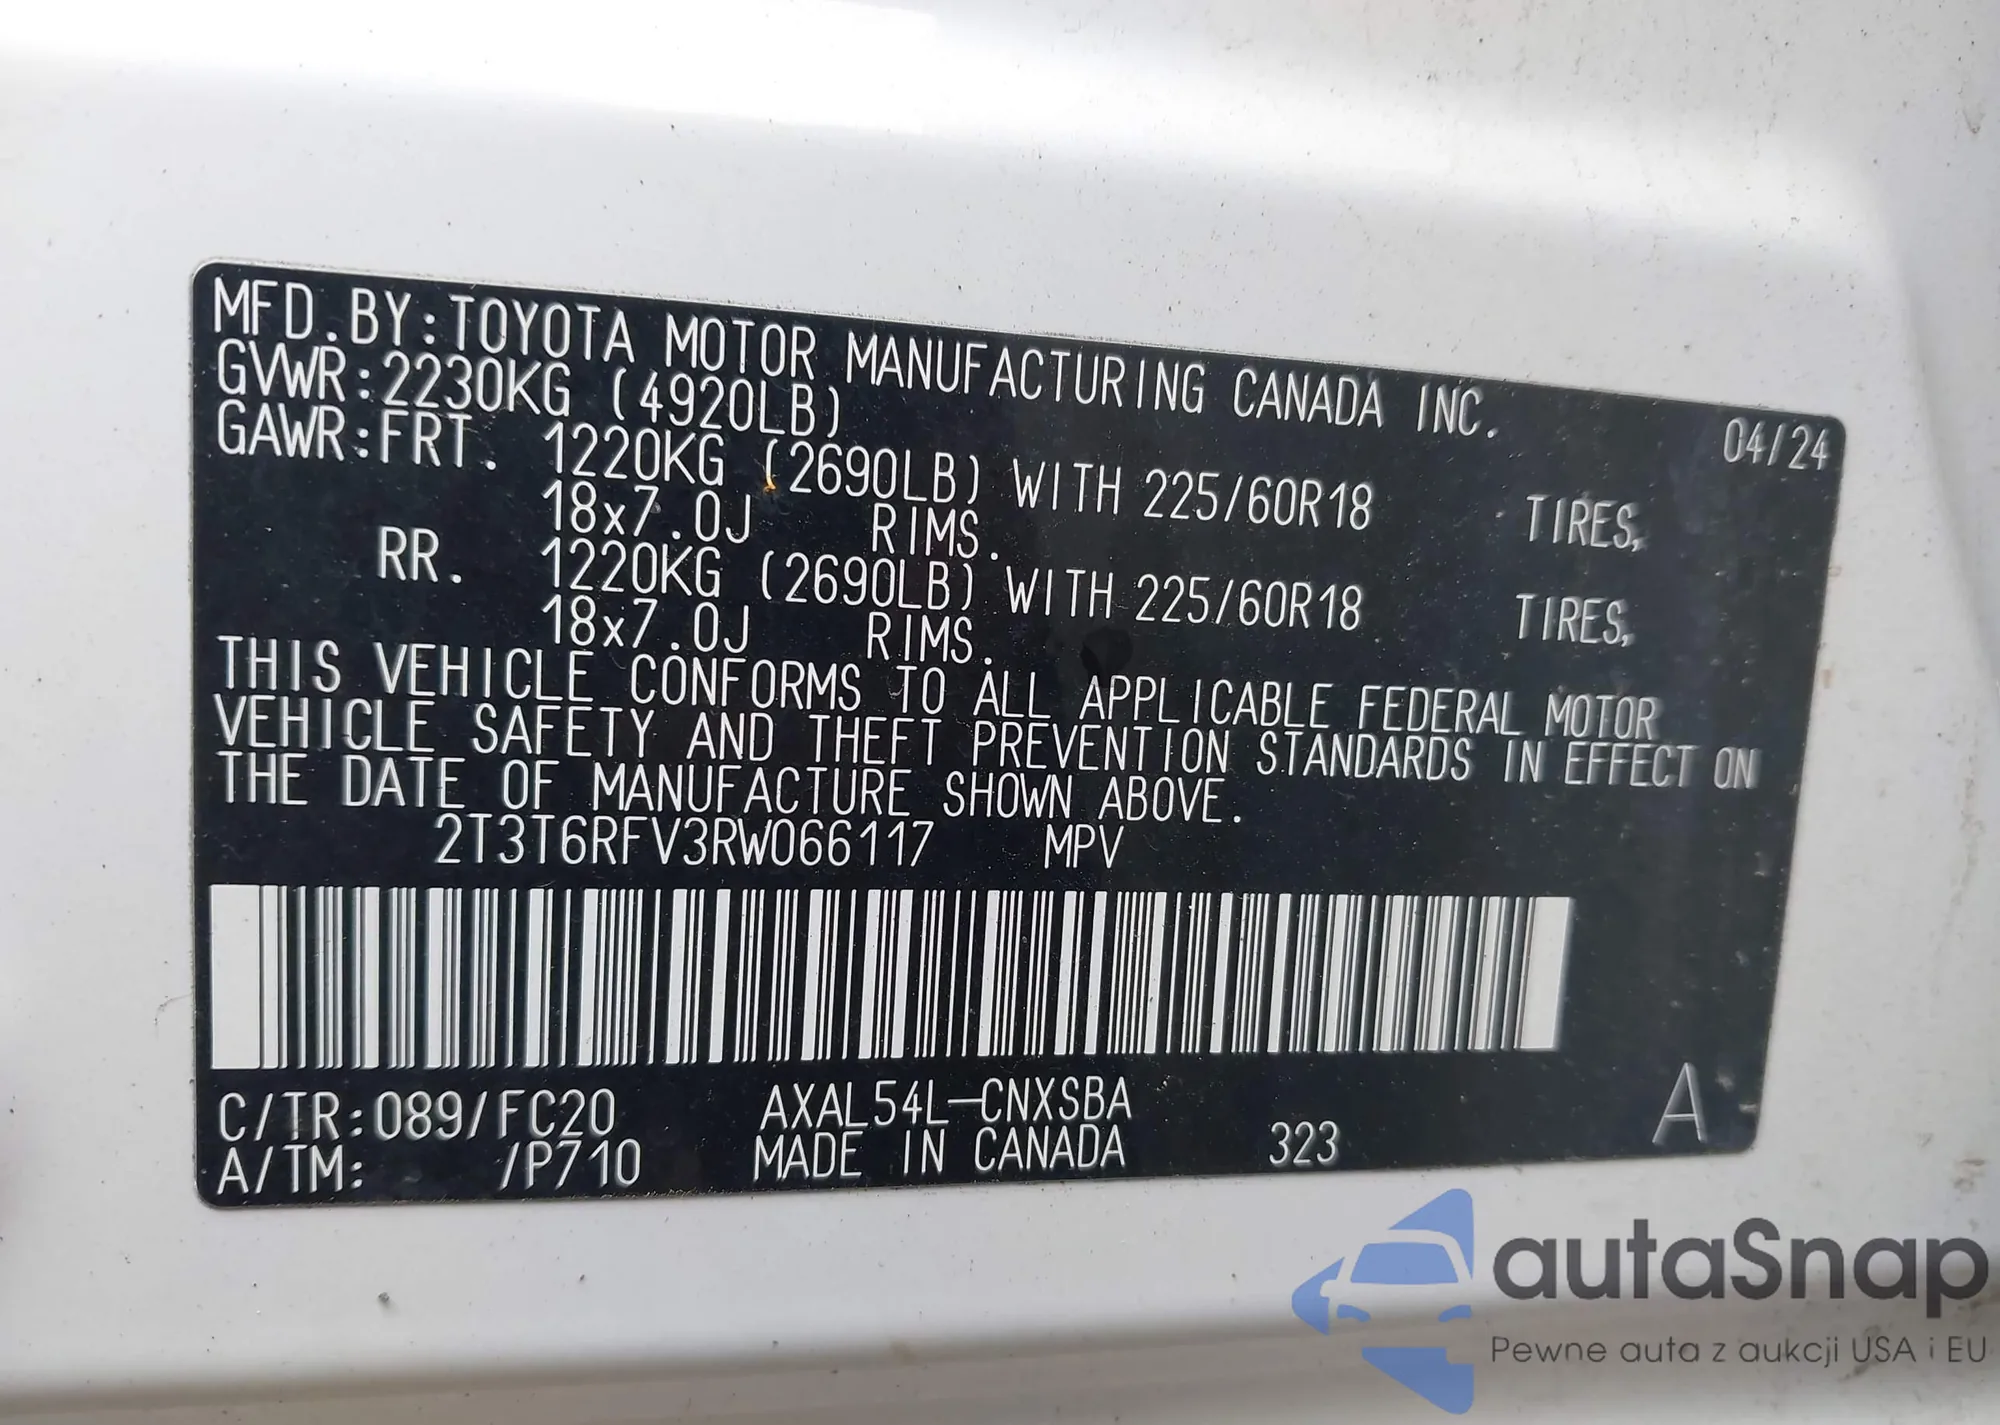 MFD.BY:TOYOTA MOTOR MANUFACTURING CANADA INC. 04/24
GVWR:2230KG (4920LB)
GAWR:FRT. 1220KG (2690LB) WITH 225/60R18 TIRES,
18x7.0J RIMS.
RR. 1220KG (2690LB) WITH 225/60R18 TIRES,
18x7.0J RIMS.
THIS VEHICLE CONFORMS TO ALL APPLICABLE FEDERAL MOTOR
VEHICLE SAFETY AND THEFT PREVENTION STANDARDS IN EFFECT ON
THE DATE OF MANUFACTURE SHOWN ABOVE.
2T3T6RFV3RW066117 MPV
C/TR:089/FC20 AXAL54L-CNXSBA
A/TM: /P710 MADE IN CANADA 323 A
autaSnap
Pewne auta z aukcji USA i EU